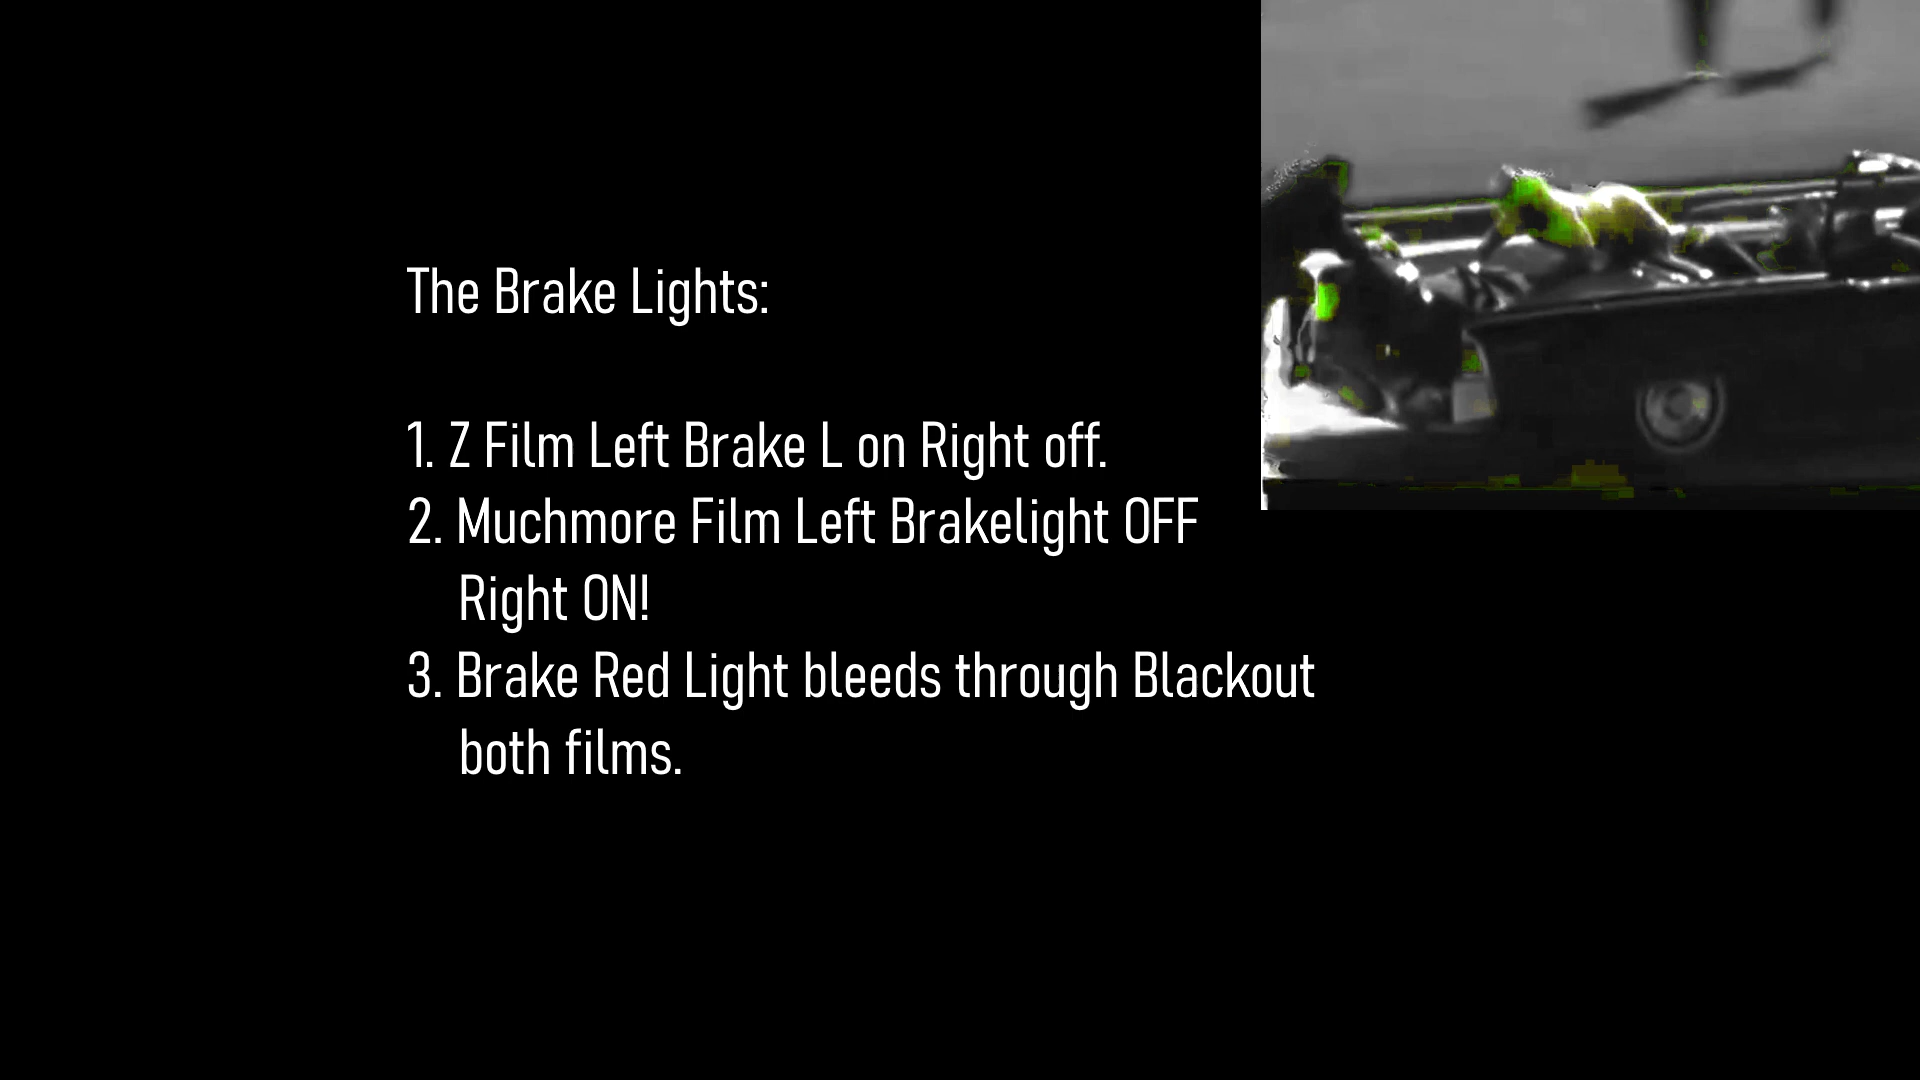 The Brake Lights:
1. Z Film Left Brake L on Right off.
2. Muchmore Film Left Brakelight OFF
Right ON!
3. Brake Red Light bleeds through Blackout
both films.